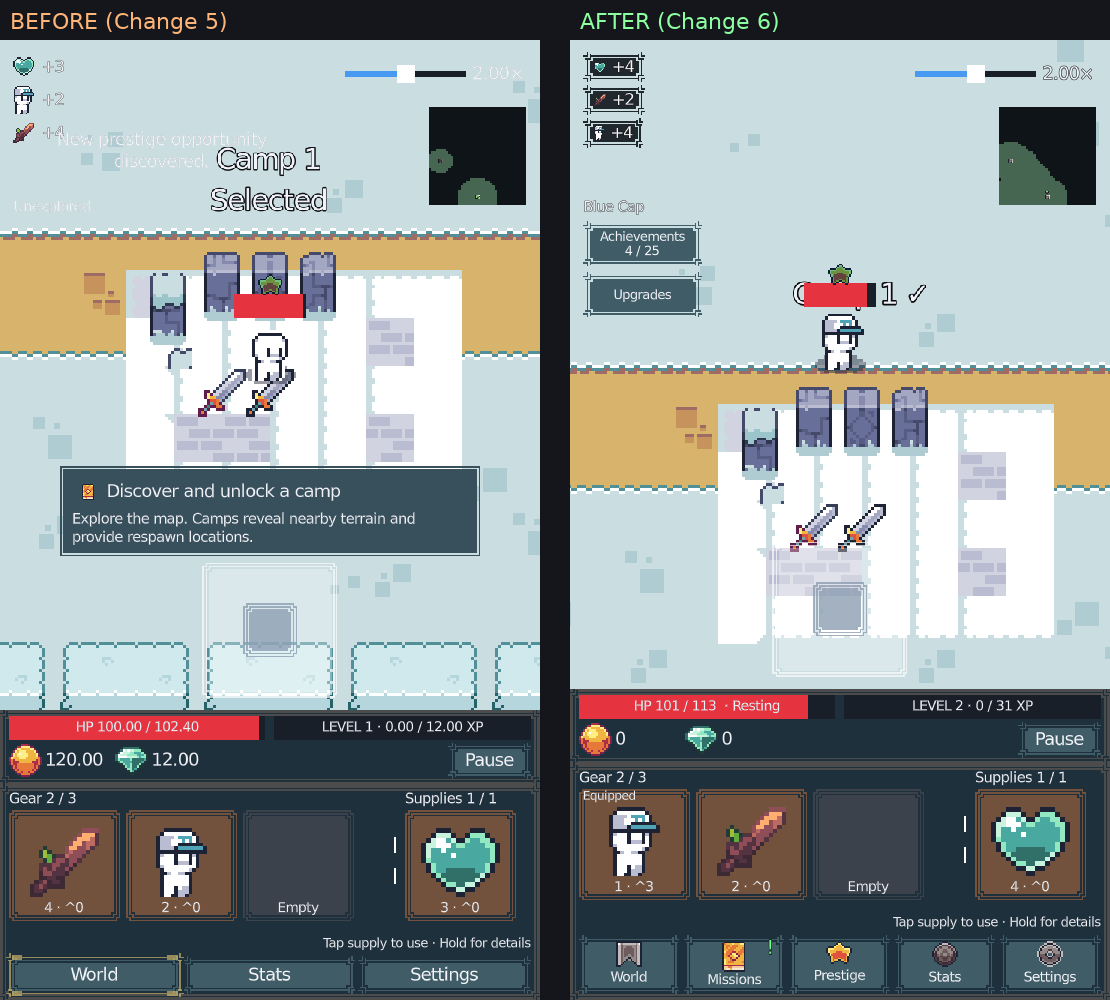 BEFORE (Change 5)
+3
2.00×
+2
+4
New prestige opportunity
discovered.
Camp 1
Selected
Unexplored
Discover and unlock a camp
Explore the map. Camps reveal nearby terrain and
provide respawn locations.
HP 100.00 / 102.40
LEVEL 1 · 0.00 / 12.00 XP
120.00
12.00
Pause
Gear 2 / 3
Supplies 1 / 1
4 · ^0
2 · ^0
Empty
3 · ^0
Tap supply to use · Hold for details
World
Stats
Settings
AFTER (Change 6)
+4
2.00×
+2
+4
Blue Cap
Achievements
4 / 25
Upgrades
1 ✓
HP 101 / 113 · Resting
LEVEL 2 · 0 / 31 XP
0
0
Pause
Gear 2 / 3
Supplies 1 / 1
Equipped
1 · ^3
2 · ^0
Empty
4 · ^0
Tap supply to use · Hold for details
World
Missions
!
Prestige
Stats
Settings